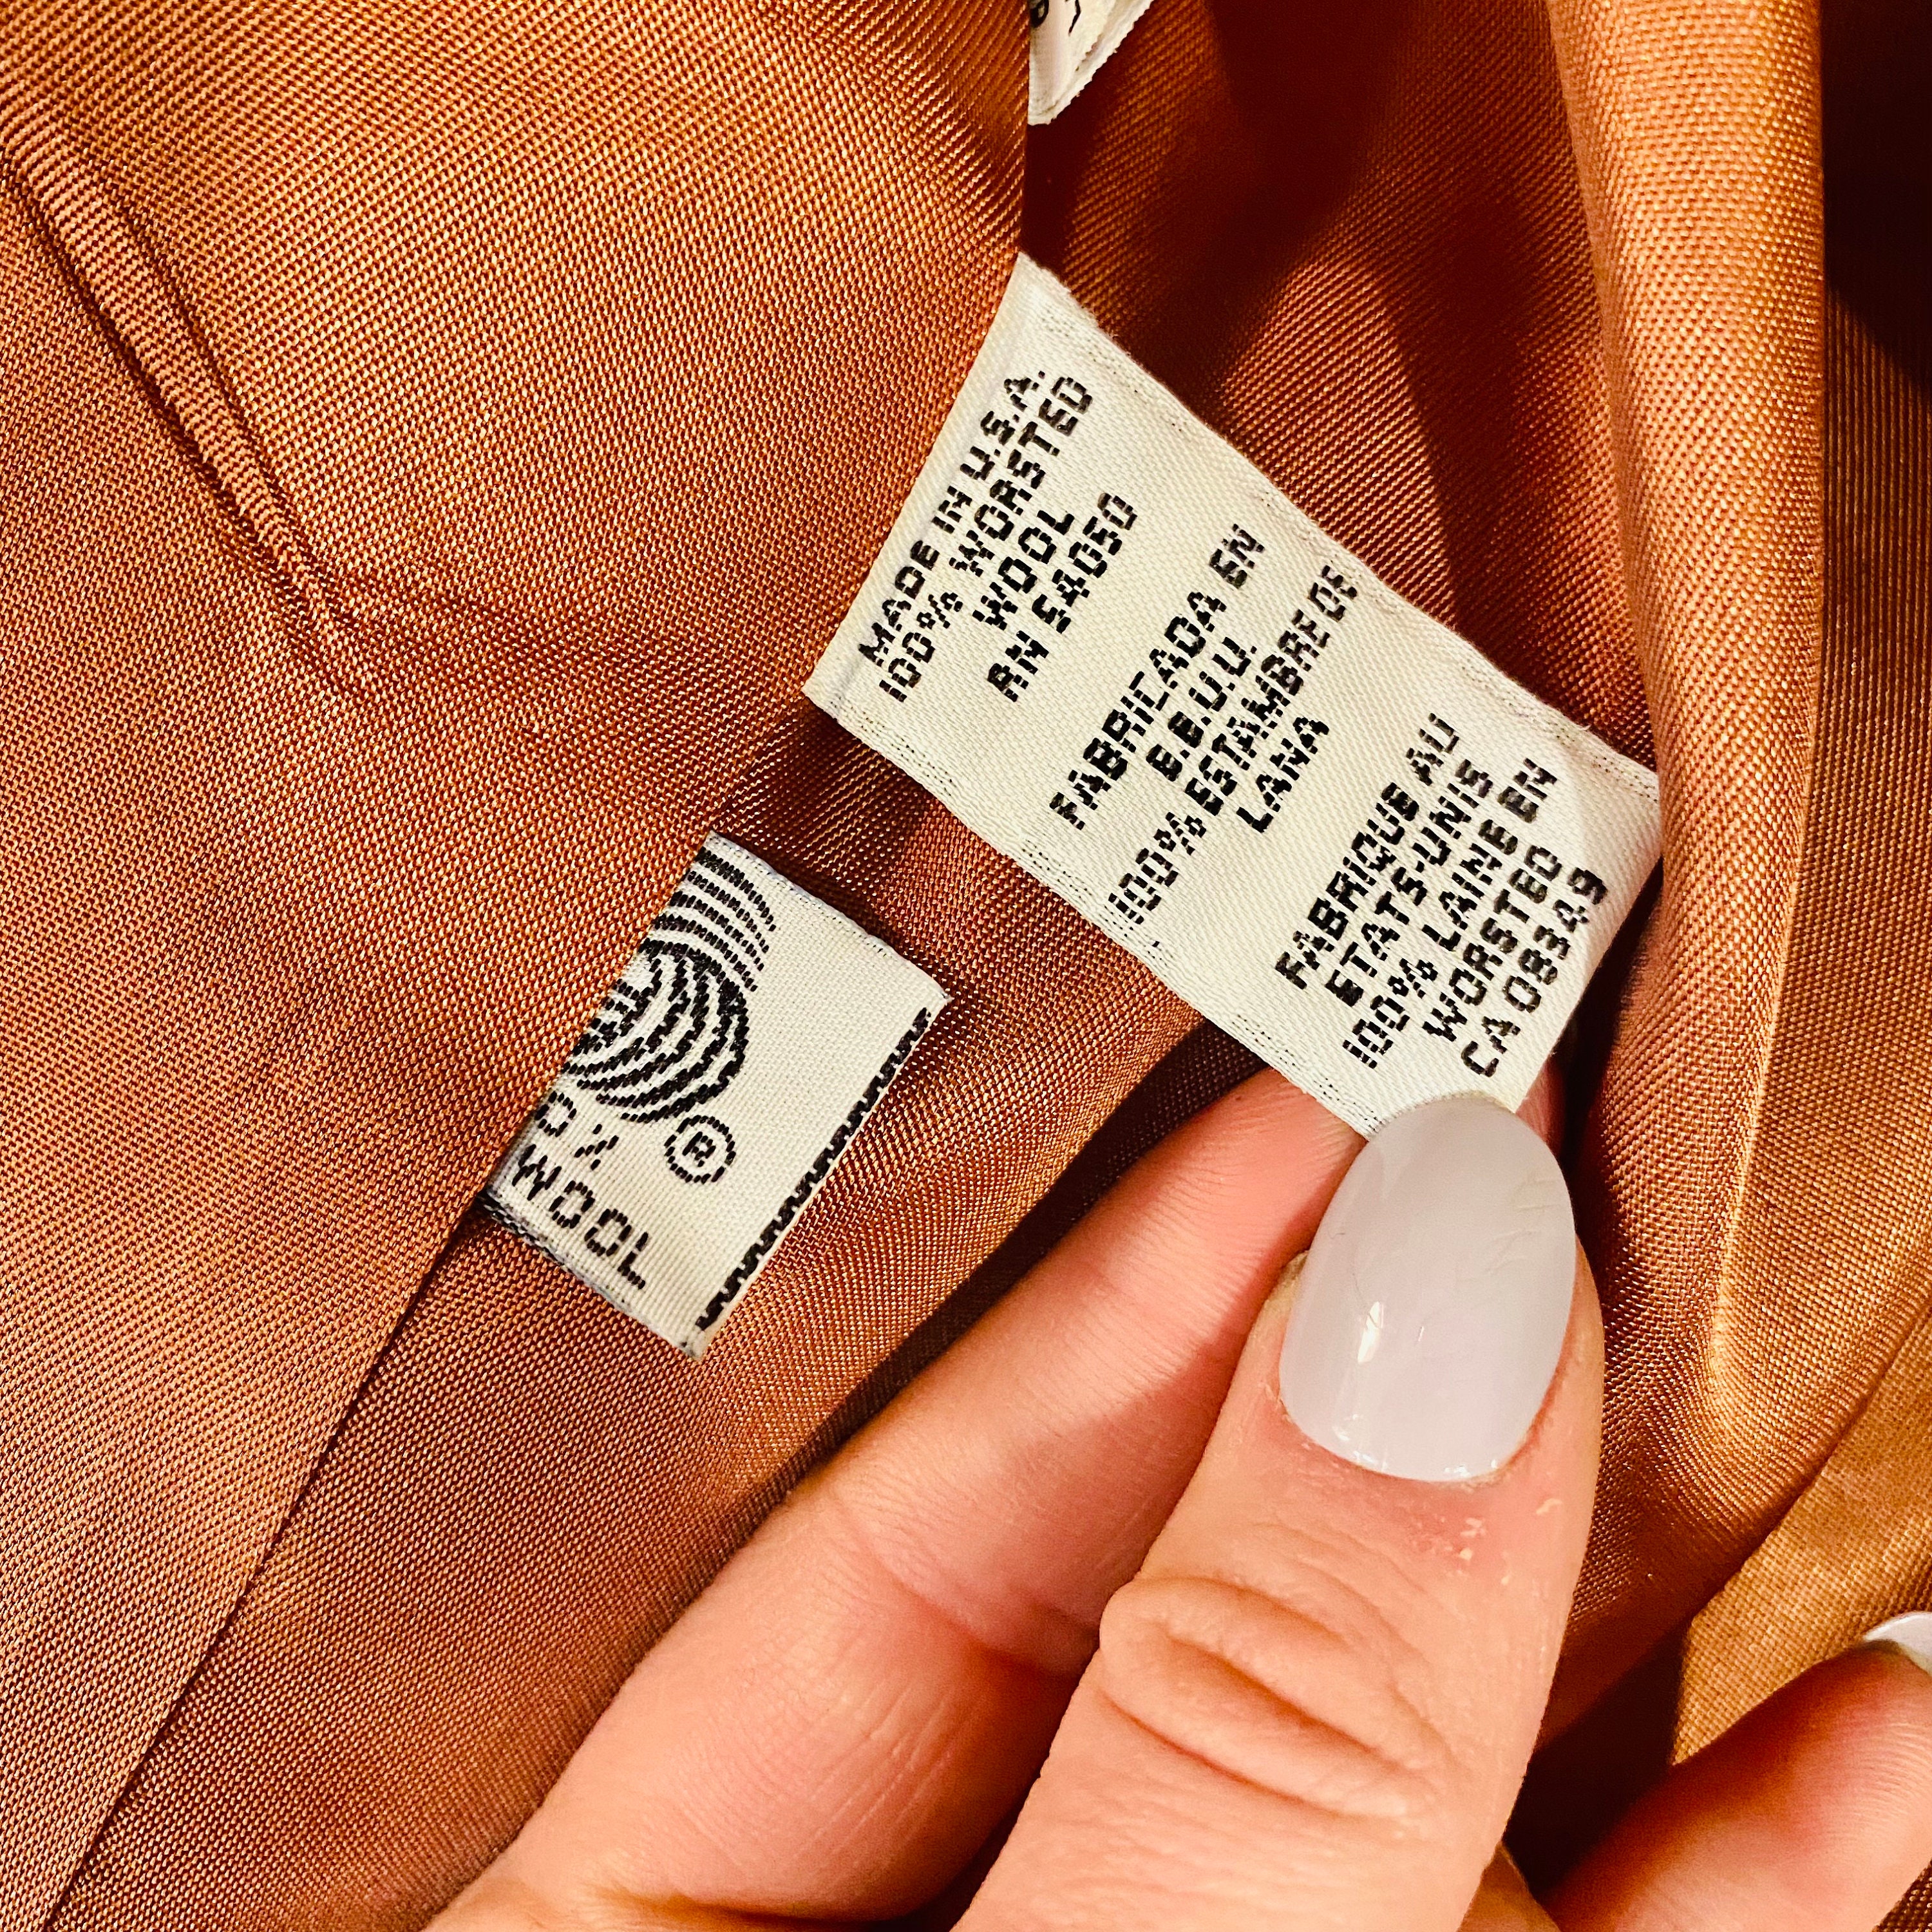 MADE IN U.S.A.
100% WORSTED
WOOL
RN 54050
FABRICADA EN
E.E.U.U.
100% ESTAMBRE DE
LANA
FABRIQUE AU
ETATS-UNIS
100% LAINE EN
WORSTED
CA 08349
%
®
WOOL